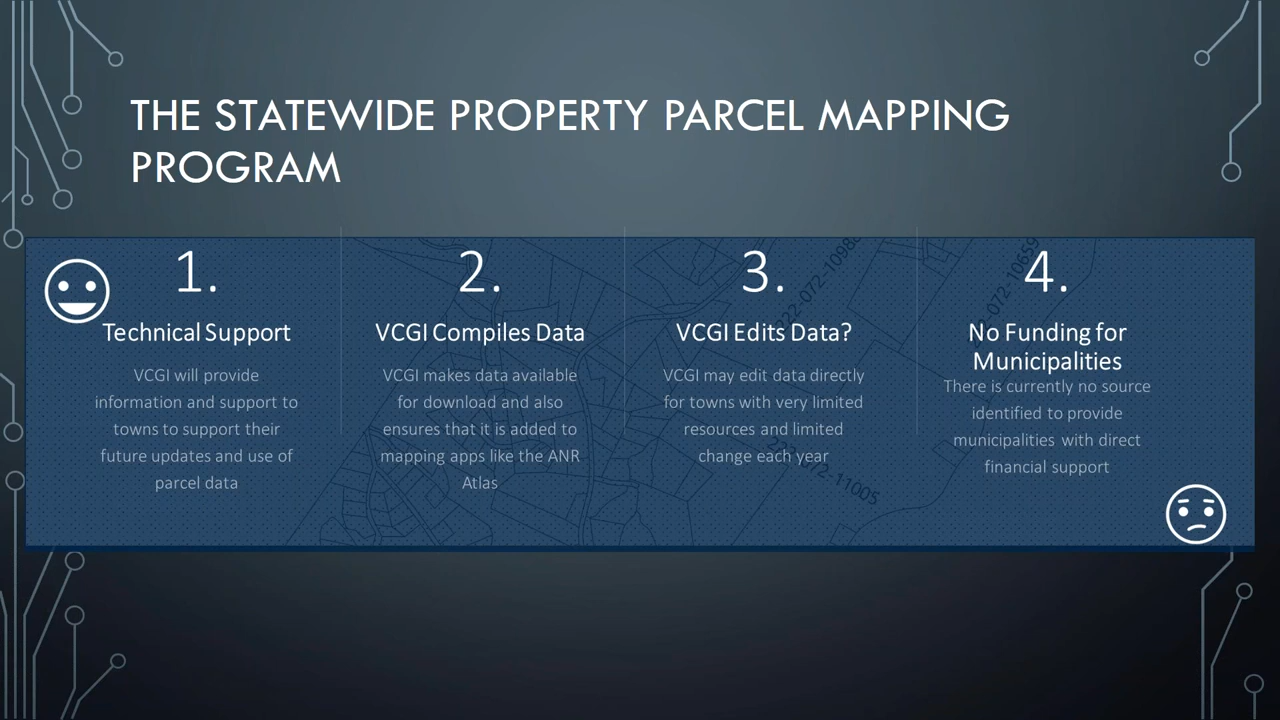 THE STATEWIDE PROPERTY PARCEL MAPPING
PROGRAM
1.
Technical Support
VCGI will provide
information and support to
towns to support their
future updates and use of
parcel data
2.
VCGI Compiles Data
VCGI makes data available
for download and also
ensures that it is added to
mapping apps like the ANR
Atlas
3.
VCGI Edits Data?
VCGI may edit data directly
for towns with very limited
resources and limited
change each year
4.
No Funding for
Municipalities
There is currently no source
identified to provide
municipalities with direct
financial support